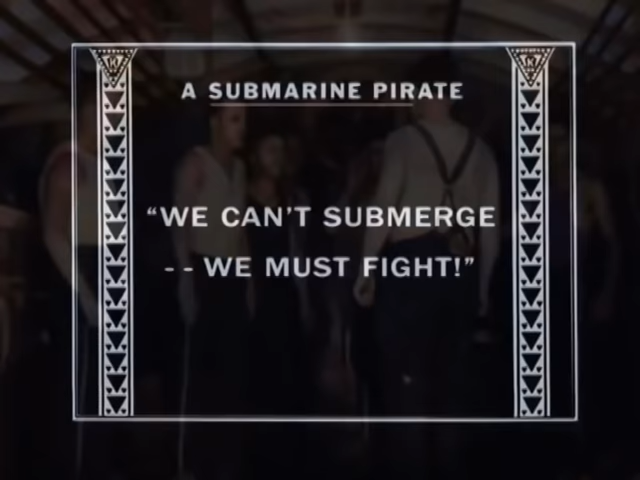 A SUBMARINE PIRATE
"WE CAN'T SUBMERGE
-- WE MUST FIGHT!"